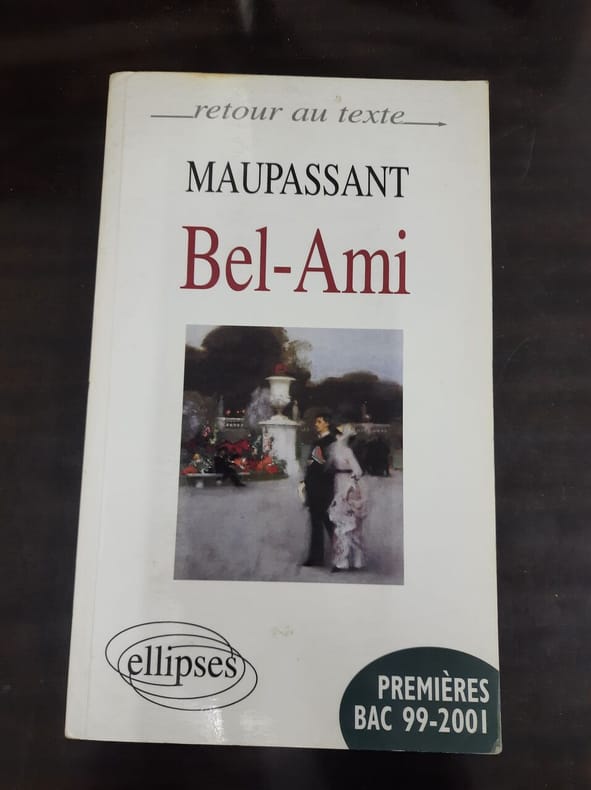 retour au texte
MAUPASSANT
Bel-Ami
ellipses
PREMIÈRES
BAC 99-2001